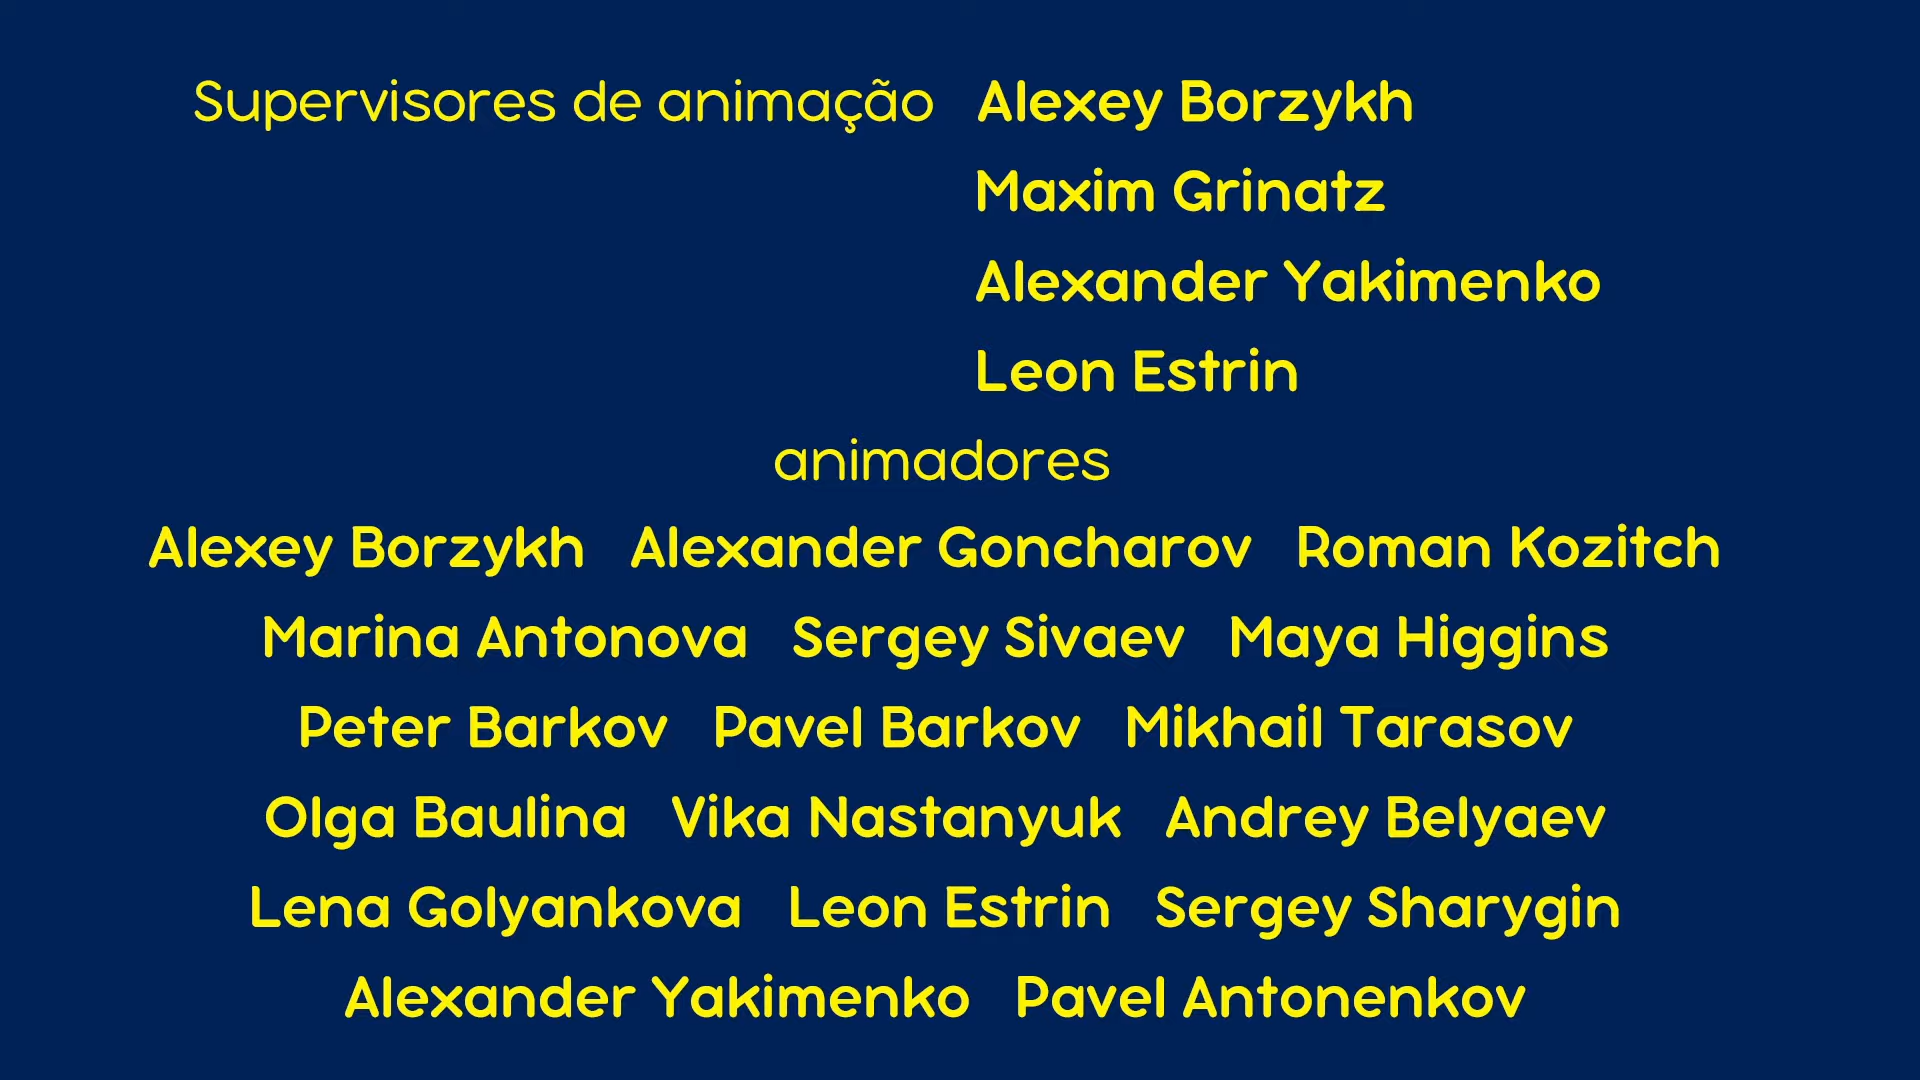 Supervisores de animação Alexey Borzykh
Maxim Grinatz
Alexander Yakimenko
Leon Estrin
animadores
Alexey Borzykh Alexander Goncharov Roman Kozitch
Marina Antonova Sergey Sivaev Maya Higgins
Peter Barkov Pavel Barkov Mikhail Tarasov
Olga Baulina Vika Nastanyuk Andrey Belyaev
Lena Golyankova Leon Estrin Sergey Sharygin
Alexander Yakimenko Pavel Antonenkov